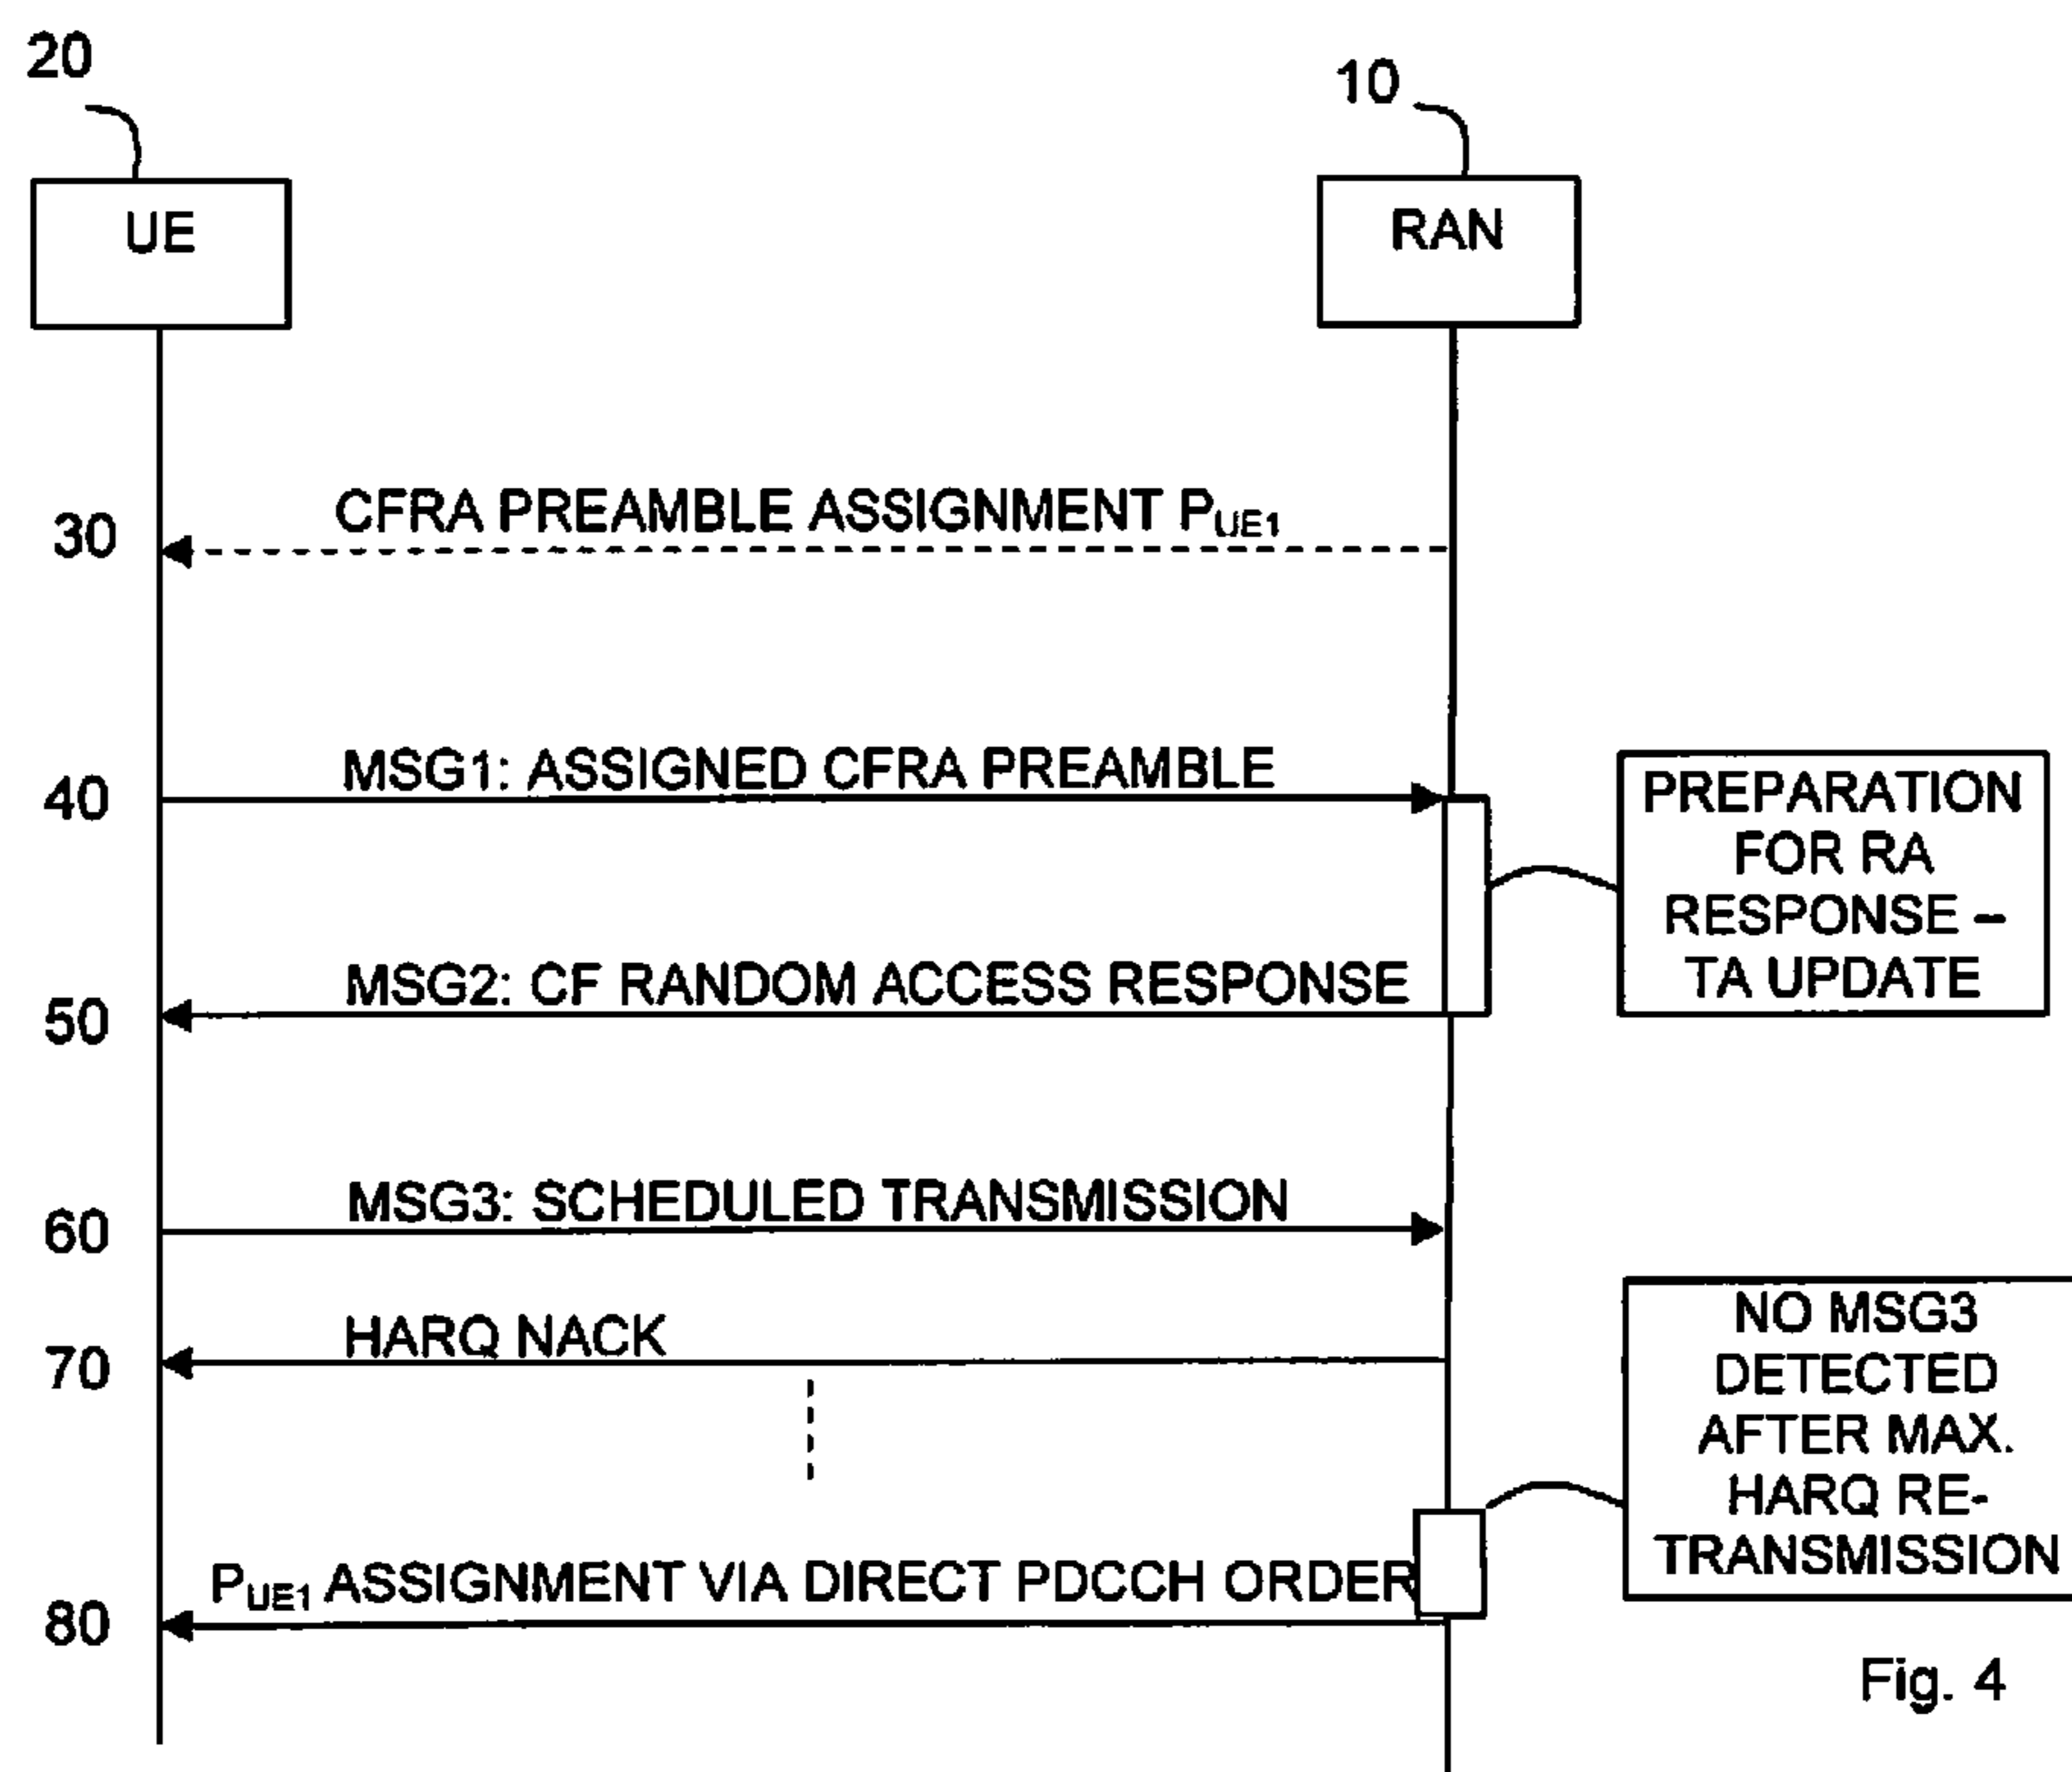 20
10
UE
RAN
CFRA PREAMBLE ASSIGNMENT PUE1
30
MSG1: ASSIGNED CFRA PREAMBLE
40
PREPARATION
FOR RA
RESPONSE –
TA UPDATE
MSG2: CF RANDOM ACCESS RESPONSE
50
MSG3: SCHEDULED TRANSMISSION
60
HARQ NACK
70
NO MSG3
DETECTED
AFTER MAX.
HARQ RE-
TRANSMISSION
PUE1 ASSIGNMENT VIA DIRECT PDCCH ORDER
80
Fig. 4